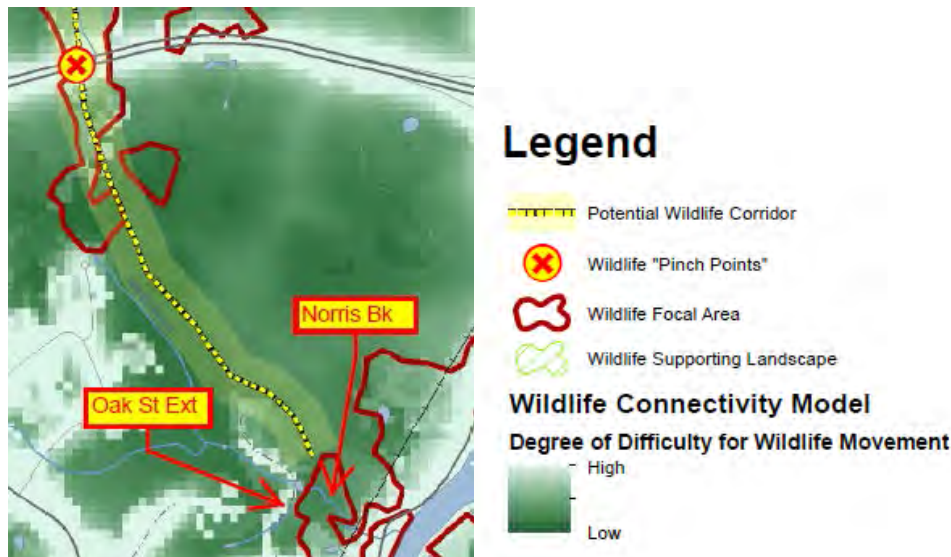 Norris Bk
Oak St Ext
Legend
Potential Wildlife Corridor
Wildlife "Pinch Points"
Wildlife Focal Area
Wildlife Supporting Landscape
Wildlife Connectivity Model
Degree of Difficulty for Wildlife Movement
High
Low